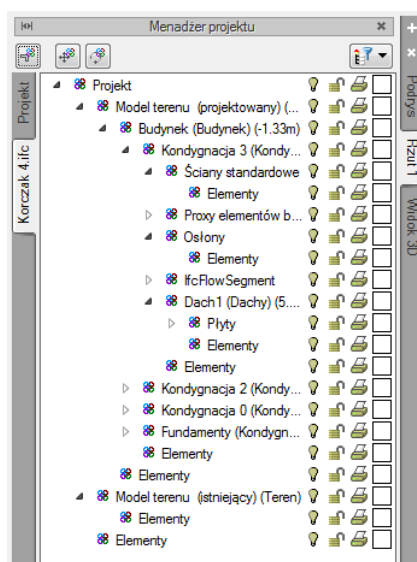 Menadżer projektu
Projekt
Korczak 4.ifc
Projekt
Model terenu (projektowany) (...
Budynek (Budynek) (-1.33m)
Kondygnacja 3 (Kondy...
Ściany standardowe
Elementy
Proxy elementów b...
Osłony
Elementy
IfcFlowSegment
Dach1 (Dachy) (5....
Płyty
Elementy
Elementy
Kondygnacja 2 (Kondy...
Kondygnacja 0 (Kondy...
Fundamenty (Kondygn...
Elementy
Elementy
Model terenu (istniejący) (Teren)
Elementy
Elementy
Podrys
Rzut 1
Widok 3D